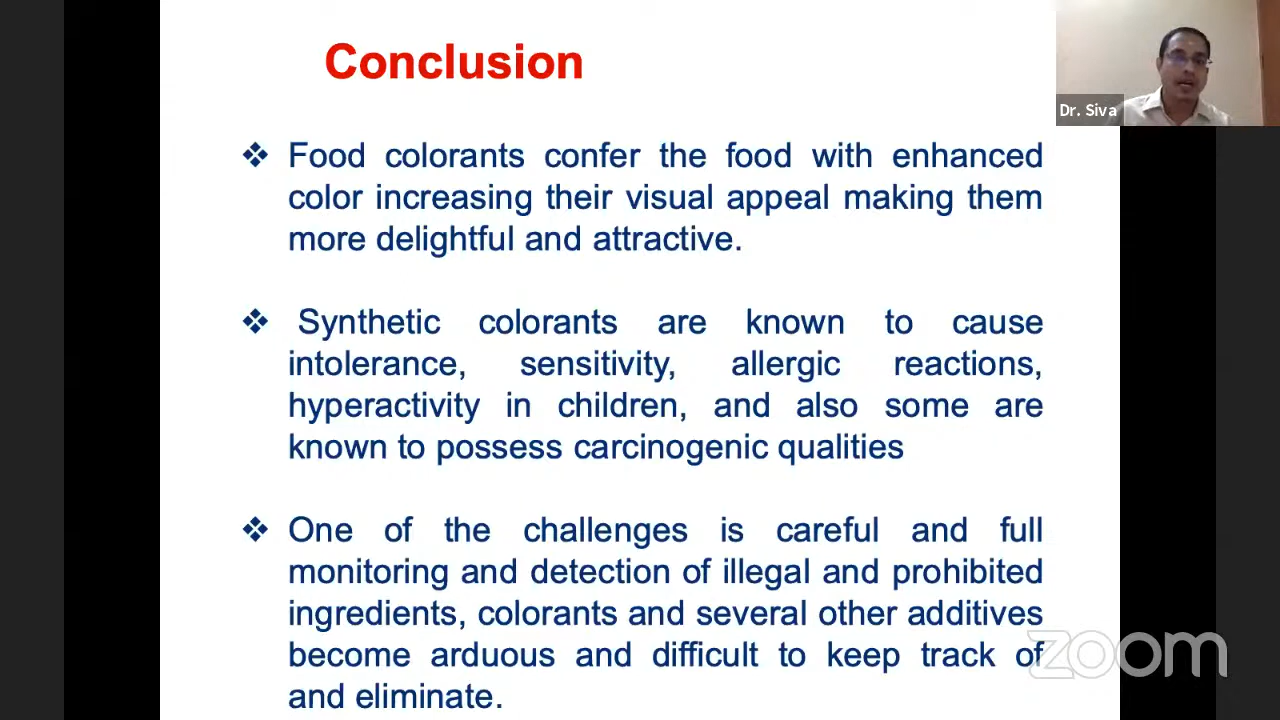 Conclusion
Dr. Siva
❖ Food colorants confer the food with enhanced
color increasing their visual appeal making them
more delightful and attractive.
❖ Synthetic colorants are known to cause
intolerance, sensitivity, allergic reactions,
hyperactivity in children, and also some are
known to possess carcinogenic qualities
❖ One of the challenges is careful and full
monitoring and detection of illegal and prohibited
ingredients, colorants and several other additives
become arduous and difficult to keep track of
and eliminate.
zoom